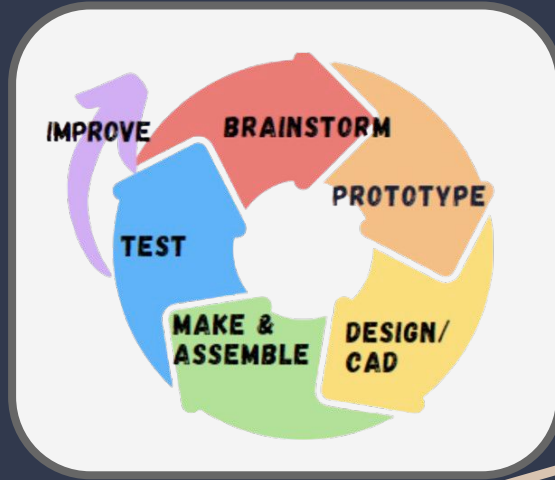 IMPROVE
BRAINSTORM
PROTOTYPE
TEST
MAKE &
ASSEMBLE
DESIGN/
CAD